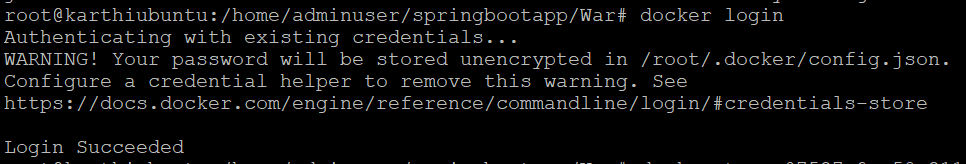 root@karthiubuntu:/home/adminuser/springbootapp/War# docker login
Authenticating with existing credentials...
WARNING! Your password will be stored unencrypted in /root/.docker/config.json.
Configure a credential helper to remove this warning. See
https://docs.docker.com/engine/reference/commandline/login/#credentials-store
Login Succeeded